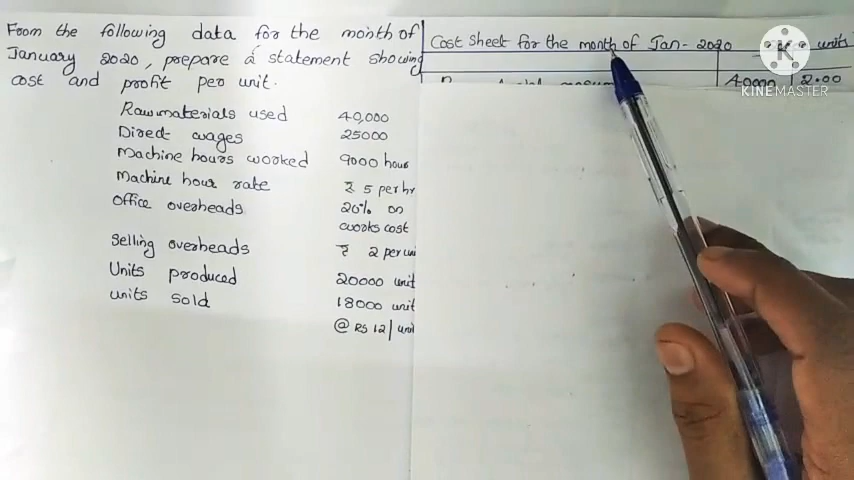 From the following data for the month of
January 2020, prepare a statement showing
cost and profit per unit.
Raw materials used 40,000
Direct wages 25000
Machine hours worked 9000 hour
Machine hour rate ₹ 5 per hr
Office overheads 20% on
works cost
Selling overheads ₹ 2 per uni
Units produced 20000 unit
units sold 18000 unit
@ Rs 12/unit
Cost Sheet for the month of Jan-2020 units
40000 2.00
K
KINEMASTER